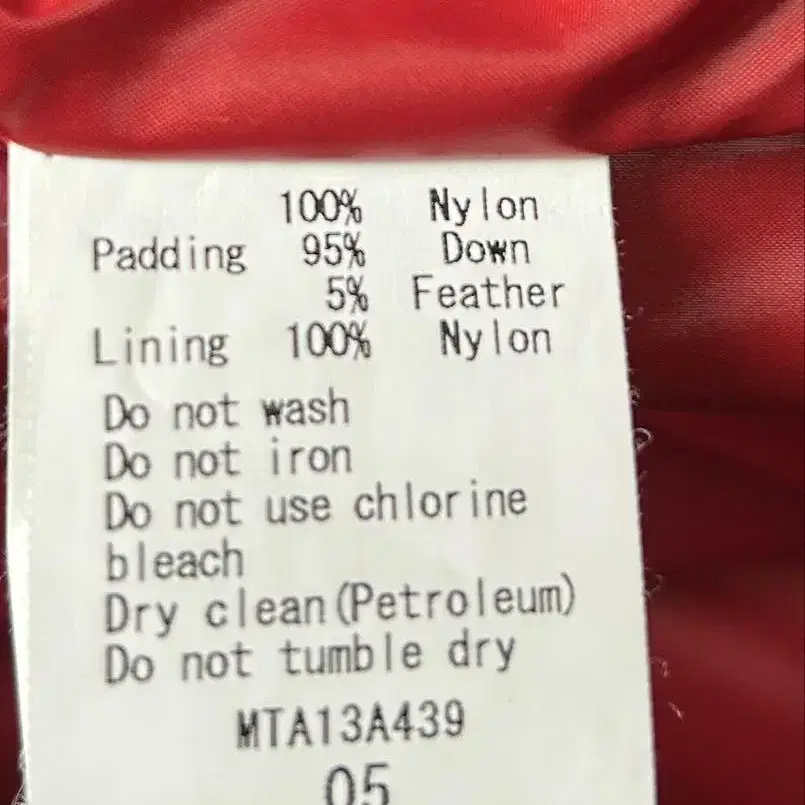 100% Nylon
Padding 95% Down
5% Feather
Lining 100% Nylon
Do not wash
Do not iron
Do not use chlorine
bleach
Dry clean(Petroleum)
Do not tumble dry
MTA13A439
05